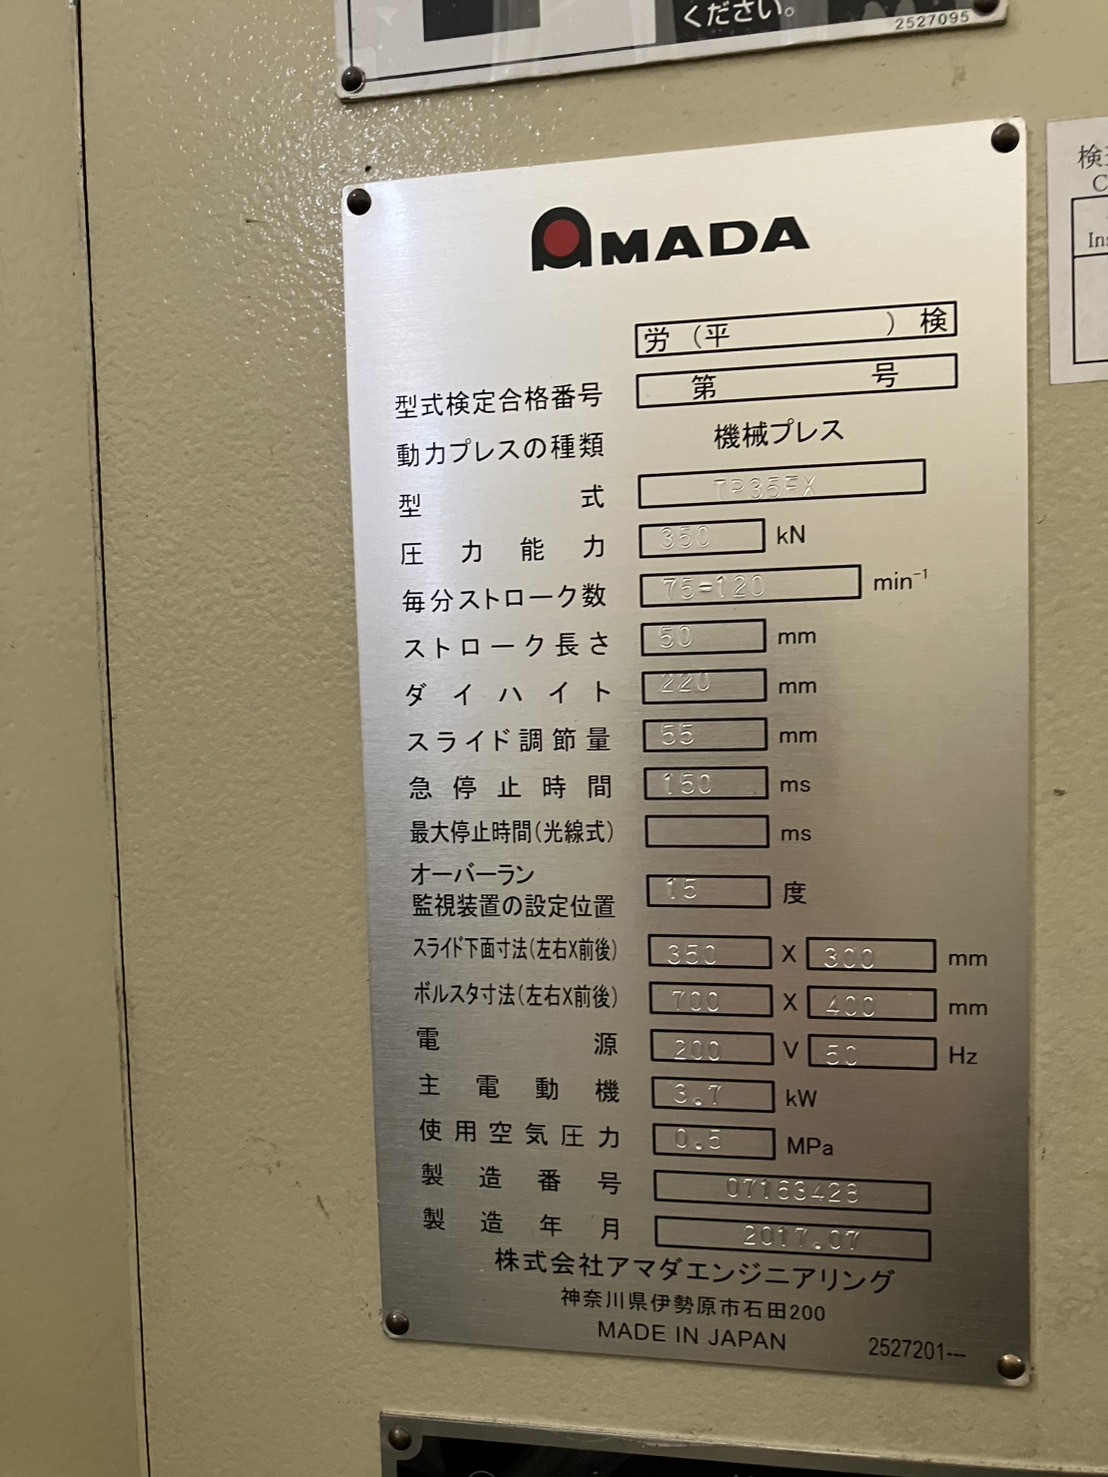 ください。
2527095
AMADA
労（平　　　）検
型式検定合格番号 第　　　号
動力プレスの種類 機械プレス
型式 TP35FX
圧力能力 350 kN
毎分ストローク数 75-120 min⁻¹
ストローク長さ 50 mm
ダイハイト 220 mm
スライド調節量 55 mm
急停止時間 150 ms
最大停止時間(光線式) ms
オーバーラン
監視装置の設定位置 15 度
スライド下面寸法(左右X前後) 350 X 300 mm
ボルスタ寸法(左右X前後) 700 X 400 mm
電源 200 V 50 Hz
主電動機 3.7 kW
使用空気圧力 0.5 MPa
製造番号
製造年月 2017.07
株式会社アマダエンジニアリング
神奈川県伊勢原市石田200
MADE IN JAPAN 2527201---